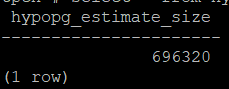 hypopg_estimate_size
----------------------
696320
(1 row)